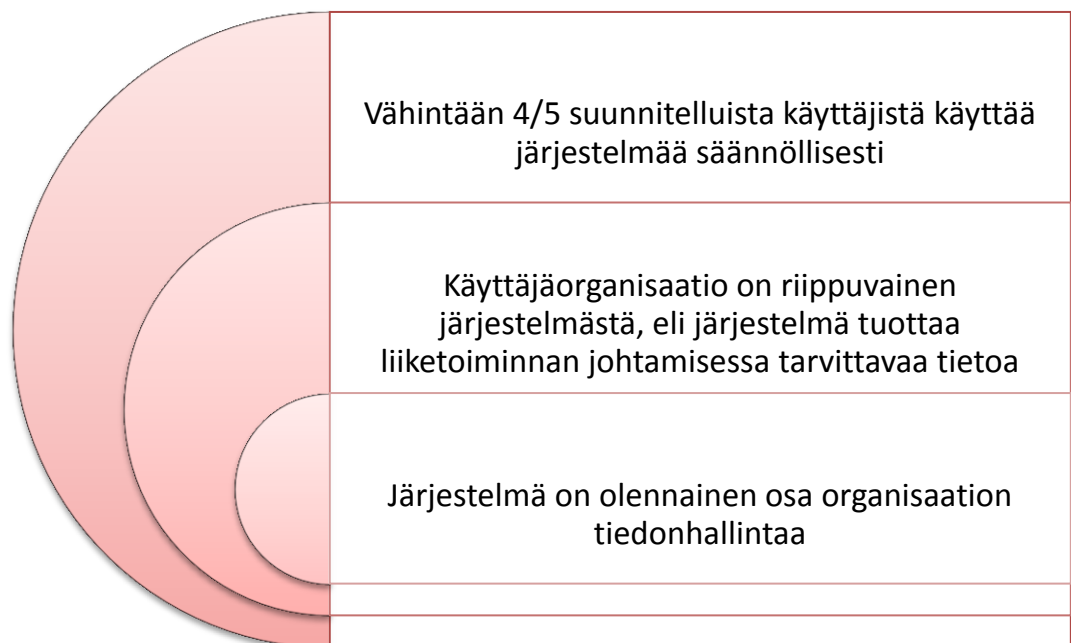 Vähintään 4/5 suunnitelluista käyttäjistä käyttää
järjestelmää säännöllisesti
Käyttäjäorganisaatio on riippuvainen
järjestelmästä, eli järjestelmä tuottaa
liiketoiminnan johtamisessa tarvittavaa tietoa
Järjestelmä on olennainen osa organisaation
tiedonhallintaa